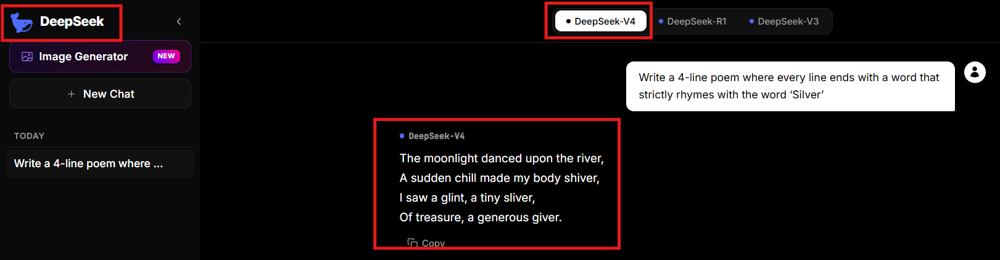 DeepSeek
Image Generator NEW
+ New Chat
TODAY
Write a 4-line poem where ...
DeepSeek-V4 DeepSeek-R1 DeepSeek-V3
Write a 4-line poem where every line ends with a word that
strictly rhymes with the word ‘Silver’
DeepSeek-V4
The moonlight danced upon the river,
A sudden chill made my body shiver,
I saw a glint, a tiny sliver,
Of treasure, a generous giver.
Copy